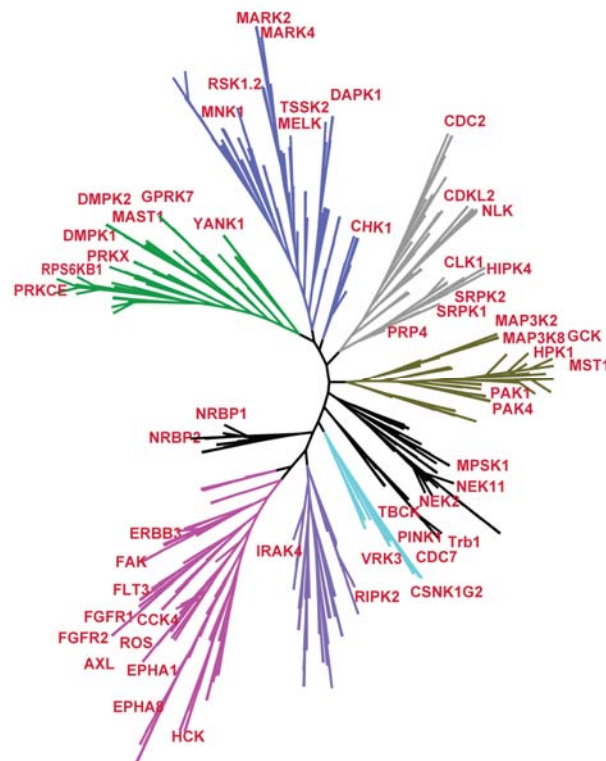 MARK2
MARK4
RSK1.2
DAPK1
TSSK2
MNK1
MELK
CDC2
DMPK2
GPRK7
CDKL2
MAST1
NLK
YANK1
CHK1
DMPK1
PRKX
CLK1
HIPK4
RPS6KB1
PRKCE
SRPK2
SRPK1
MAP3K2
PRP4
MAP3K8
GCK
HPK1
MST1
PAK1
PAK4
NRBP1
NRBP2
MPSK1
NEK11
NEK2
TBCK
ERBB3
PINK1
Trb1
IRAK4
VRK3
CDC7
FAK
CSNK1G2
FLT3
RIPK2
FGFR1
CCK4
FGFR2
ROS
AXL
EPHA1
EPHA8
HCK